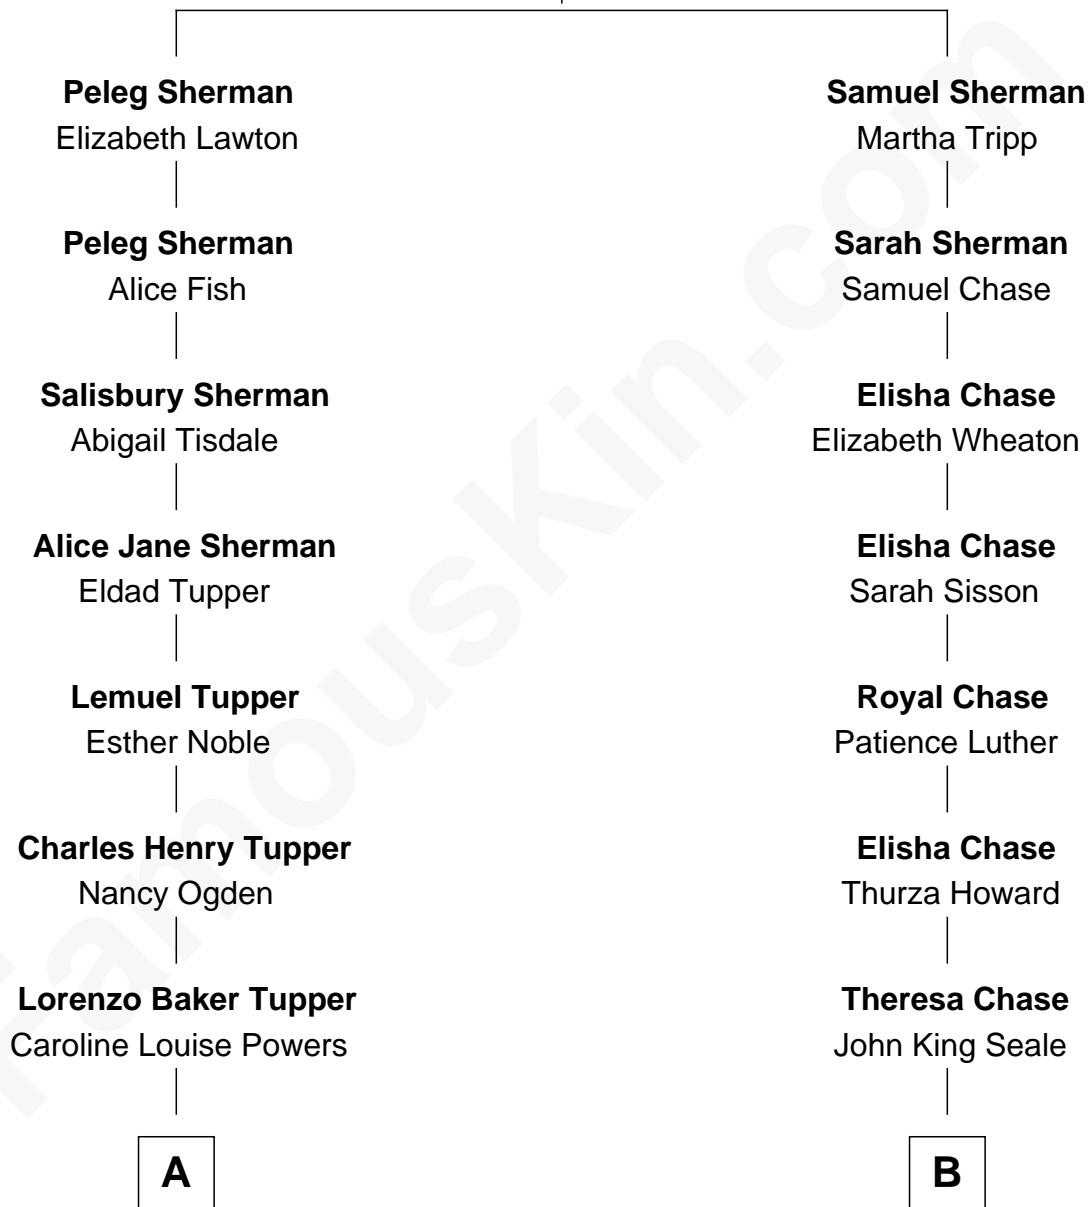 Peleg Sherman
Elizabeth Lawton
Peleg Sherman
Alice Fish
Salisbury Sherman
Abigail Tisdale
Alice Jane Sherman
Eldad Tupper
Lemuel Tupper
Esther Noble
Charles Henry Tupper
Nancy Ogden
Lorenzo Baker Tupper
Caroline Louise Powers
A
Samuel Sherman
Martha Tripp
Sarah Sherman
Samuel Chase
Elisha Chase
Elizabeth Wheaton
Elisha Chase
Sarah Sisson
Royal Chase
Patience Luther
Elisha Chase
Thurza Howard
Theresa Chase
John King Seale
B
FamousKin.com